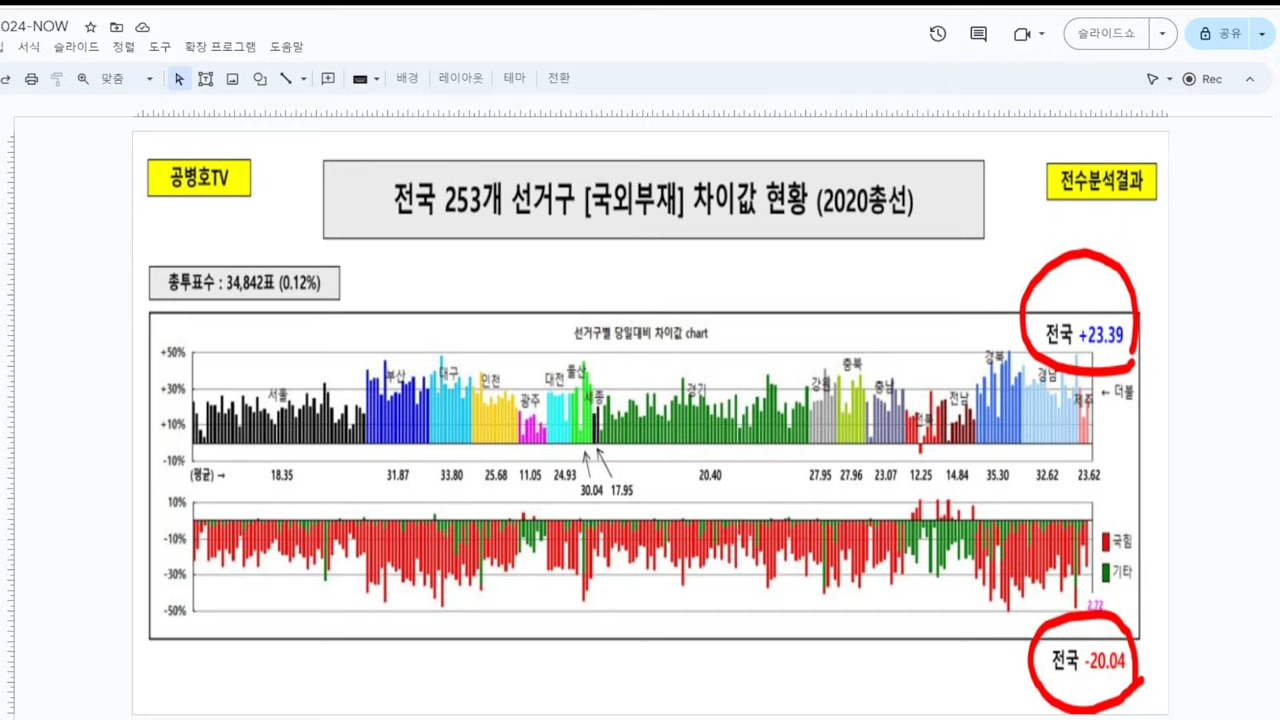 024-NOW
서식 슬라이드 정렬 도구 확장 프로그램 도움말
슬라이드쇼
공유
맞춤
배경 레이아웃 테마 전환
Rec
공병호TV
전국 253개 선거구 [국외부재] 차이값 현황 (2020총선)
전수분석결과
총투표수 : 34,842표 (0.12%)
선거구별 당일대비 차이값 chart
전국 +23.39
+50%
+30%
+10%
-10%
서울 부산 대구 인천 광주 대전 울산 세종 경기 강원 충북 충남 전북 전남 경북 경남 제주
← 더불
(평균) → 18.35 31.87 33.80 25.68 11.05 24.93 20.40 27.95 27.96 23.07 12.25 14.84 35.30 32.62 23.62
30.04 17.95
10%
-10%
-30%
-50%
국힘
기타
2.72
전국 -20.04